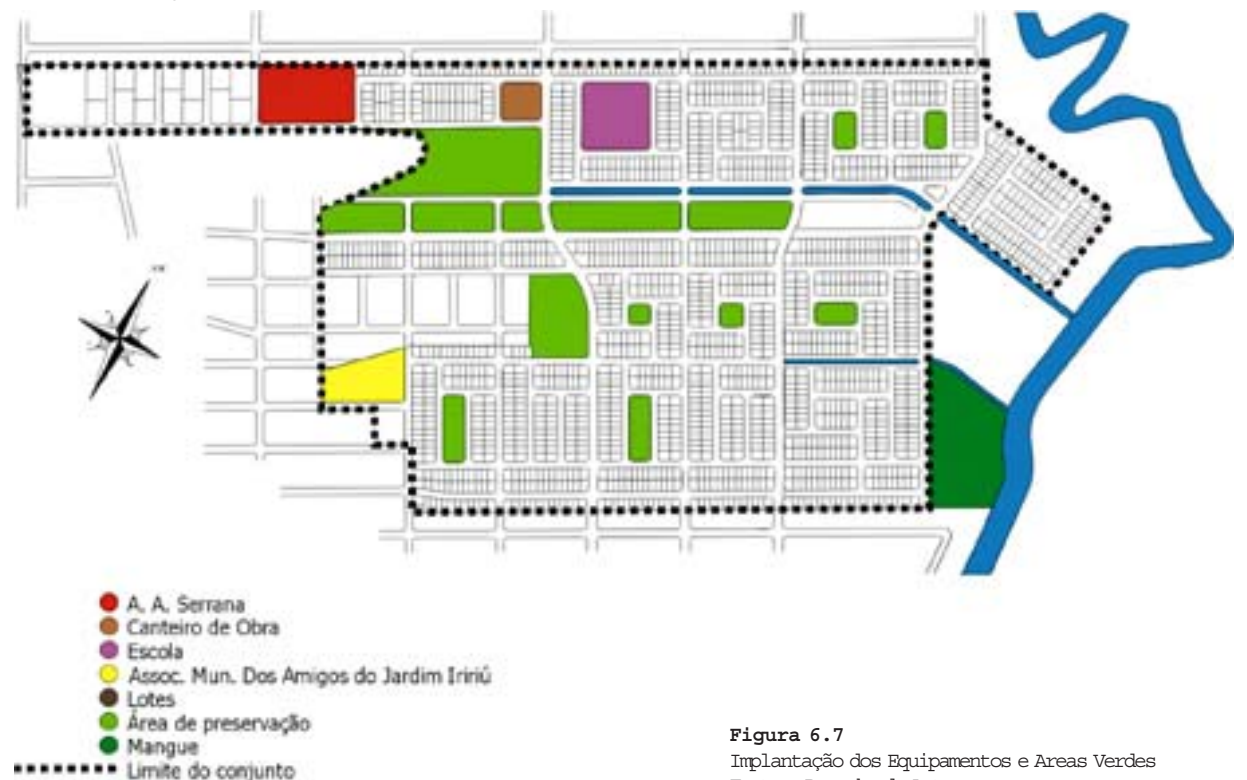 A. A. Serrana
Canteiro de Obra
Escola
Assoc. Mun. Dos Amigos do Jardim Iririú
Lotes
Área de preservação
Mangue
Limite do conjunto
Figura 6.7
Implantação dos Equipamentos e Areas Verdes